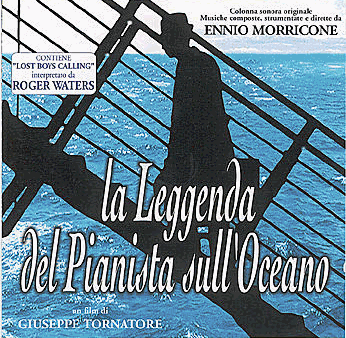 Colonna sonora originale
Musiche composte, strumentate e dirette da
ENNIO MORRICONE
CONTIENE
"LOST BOYS CALLING"
interpretato da
ROGER WATERS
la Leggenda
del Pianista sull'Oceano
un film di
GIUSEPPE TORNATORE